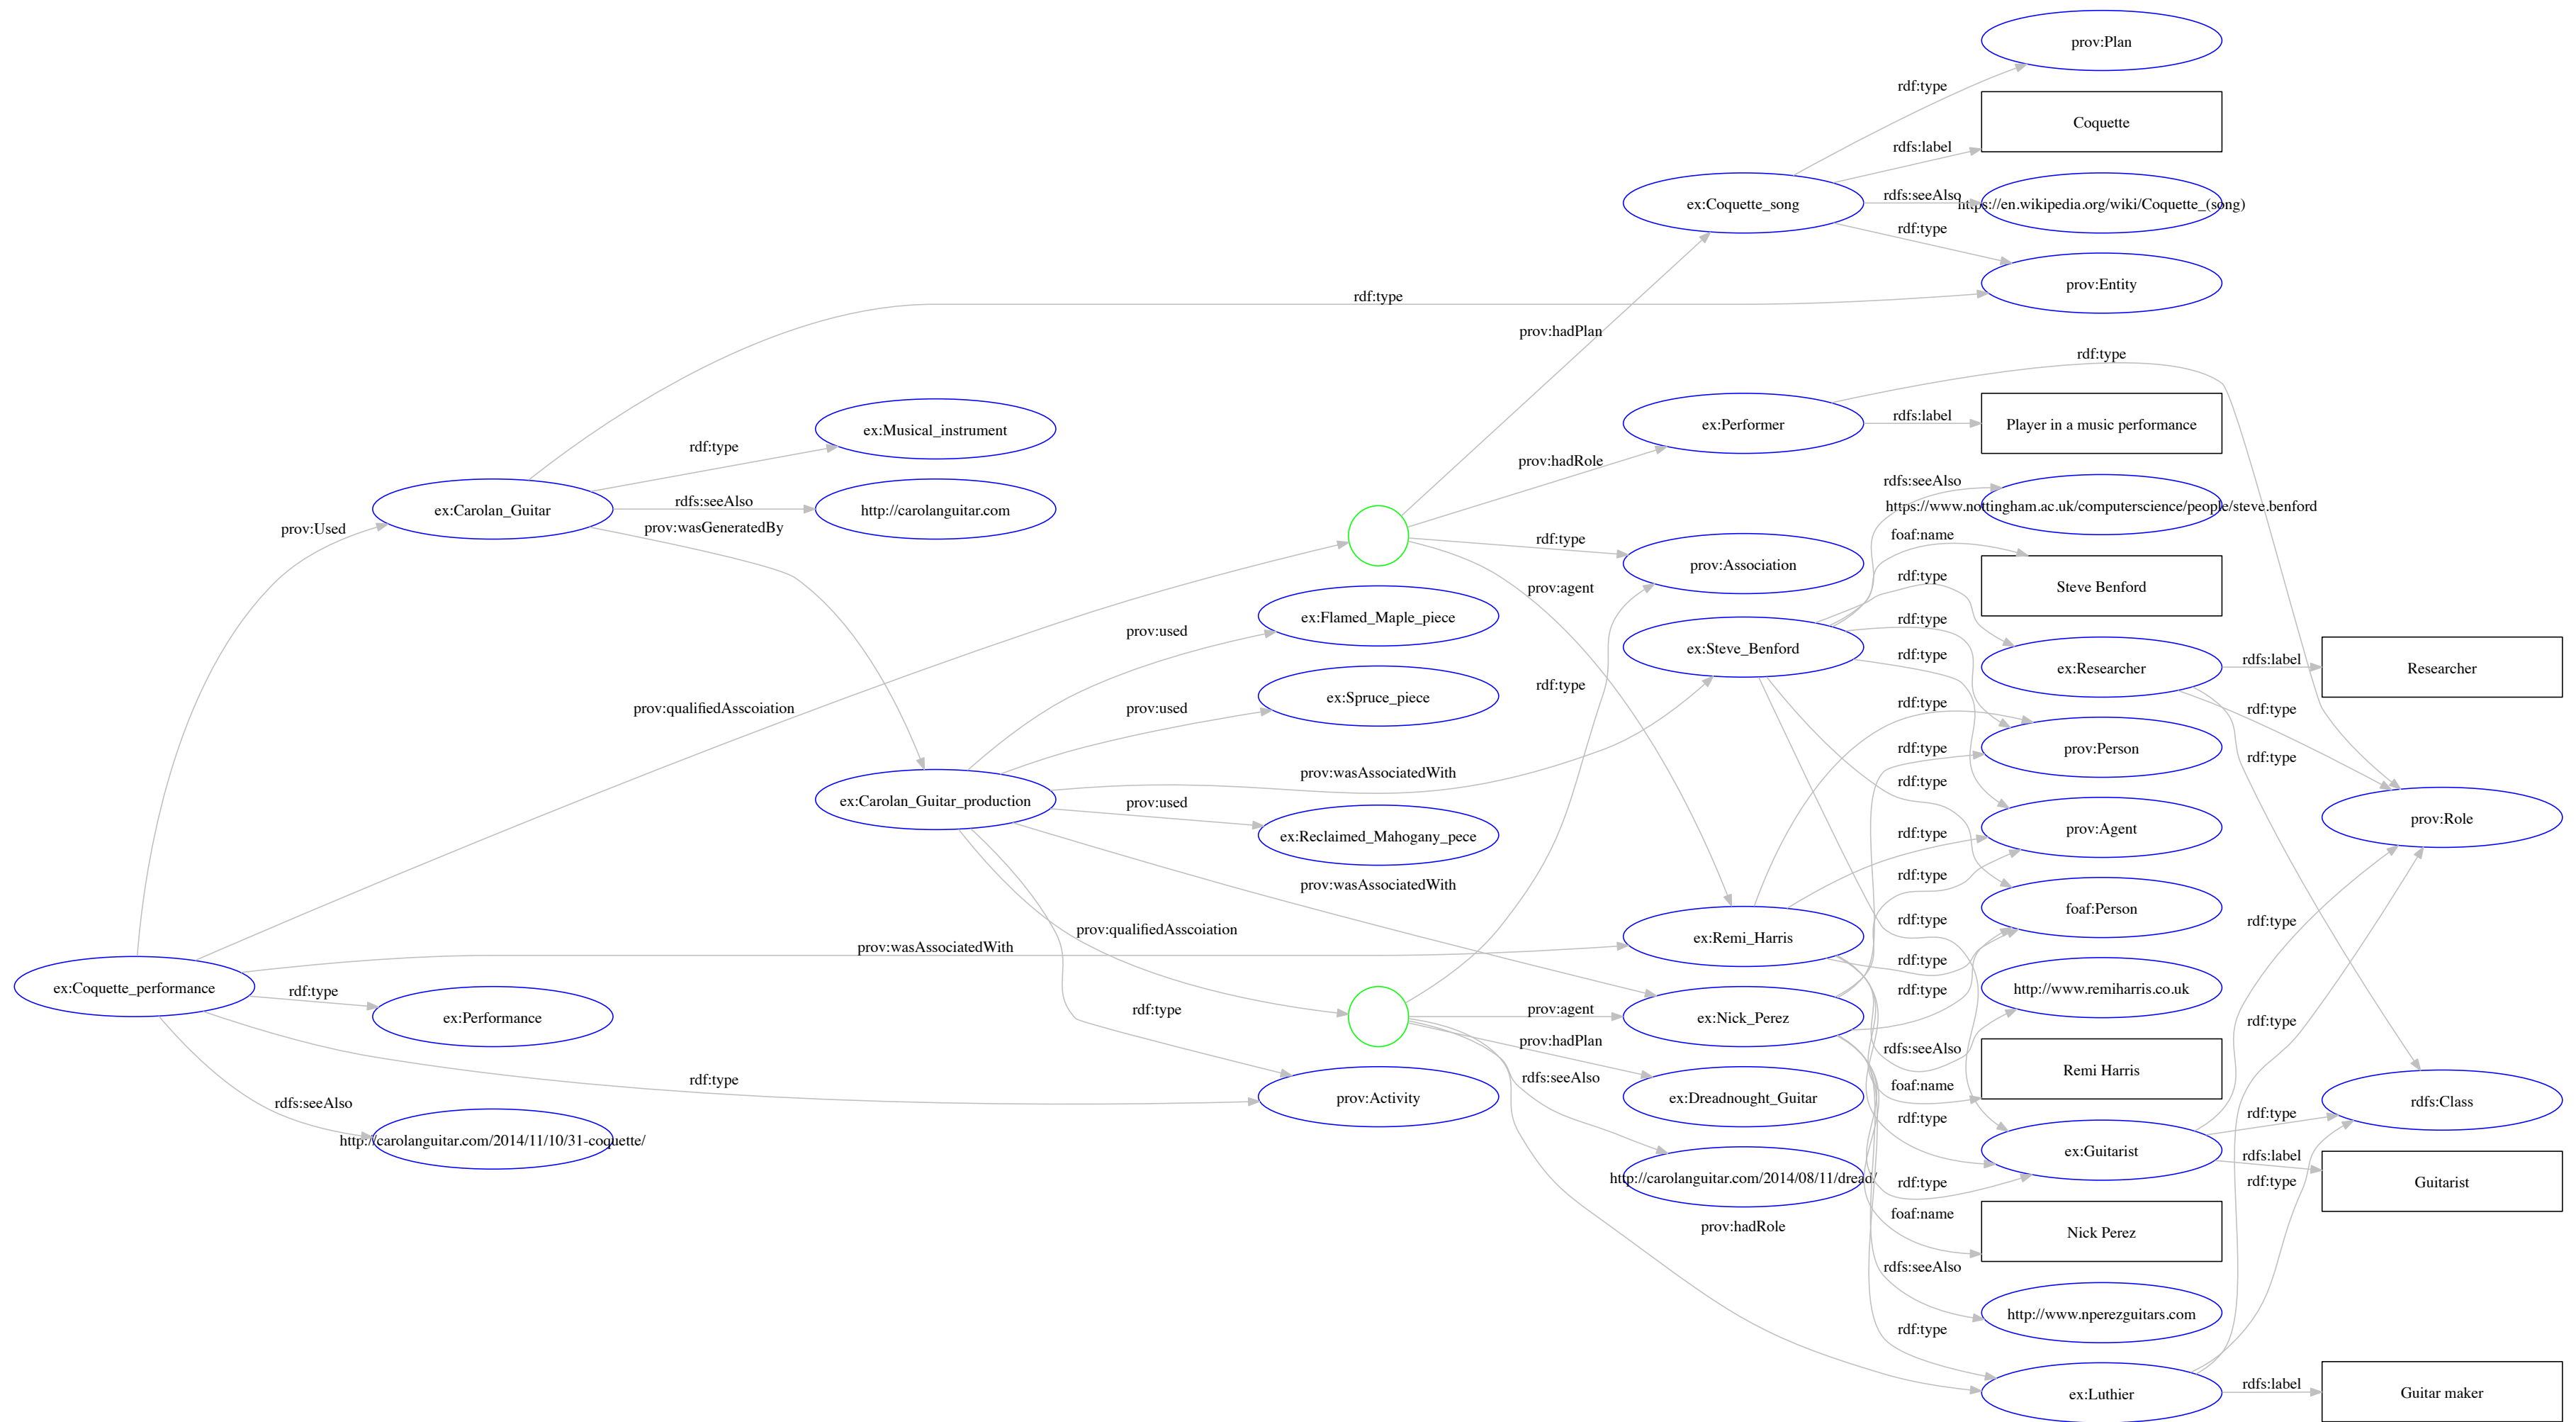 prov:Plan
rdf:type
Coquette
rdfs:label
ex:Coquette_song
rdfs:seeAlso
https://en.wikipedia.org/wiki/Coquette_(song)
rdf:type
prov:Entity
rdf:type
prov:hadPlan
rdf:type
ex:Musical_instrument
rdf:type
ex:Performer
rdfs:label
Player in a music performance
prov:hadRole
ex:Carolan_Guitar
rdfs:seeAlso
http://carolanguitar.com
prov:Used
prov:wasGeneratedBy
rdfs:seeAlso
https://www.nottingham.ac.uk/computerscience/people/steve.benford
foaf:name
rdf:type
prov:Association
prov:agent
rdf:type
Steve Benford
ex:Flamed_Maple_piece
prov:used
rdf:type
ex:Steve_Benford
rdf:type
ex:Researcher
rdfs:label
Researcher
prov:used
ex:Spruce_piece
rdf:type
prov:qualifiedAsscoiation
rdf:type
rdf:type
rdf:type
prov:Person
rdf:type
prov:wasAssociatedWith
rdf:type
ex:Carolan_Guitar_production
prov:used
ex:Reclaimed_Mahogany_pece
rdf:type
prov:Agent
prov:Role
prov:wasAssociatedWith
rdf:type
foaf:Person
rdf:type
rdf:type
prov:qualifiedAsscoiation
prov:wasAssociatedWith
ex:Remi_Harris
rdf:type
ex:Coquette_performance
rdf:type
ex:Performance
rdf:type
http://www.remiharris.co.uk
rdf:type
prov:agent
ex:Nick_Perez
rdf:type
prov:hadPlan
rdfs:seeAlso
Remi Harris
rdf:type
rdfs:seeAlso
foaf:name
rdfs:seeAlso
prov:Activity
ex:Dreadnought_Guitar
rdfs:Class
http://carolanguitar.com/2014/11/10/31-coquette/
rdf:type
ex:Guitarist
rdf:type
rdfs:label
http://carolanguitar.com/2014/08/11/dread/
rdf:type
rdf:type
Guitarist
prov:hadRole
foaf:name
Nick Perez
rdfs:seeAlso
http://www.nperezguitars.com
rdf:type
ex:Luthier
rdfs:label
Guitar maker